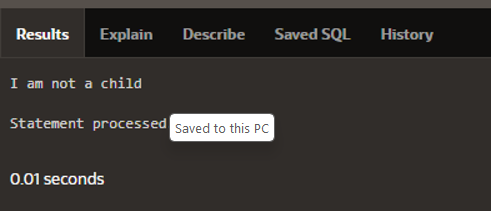 Results Explain Describe Saved SQL History
I am not a child
Statement processed
Saved to this PC
0.01 seconds